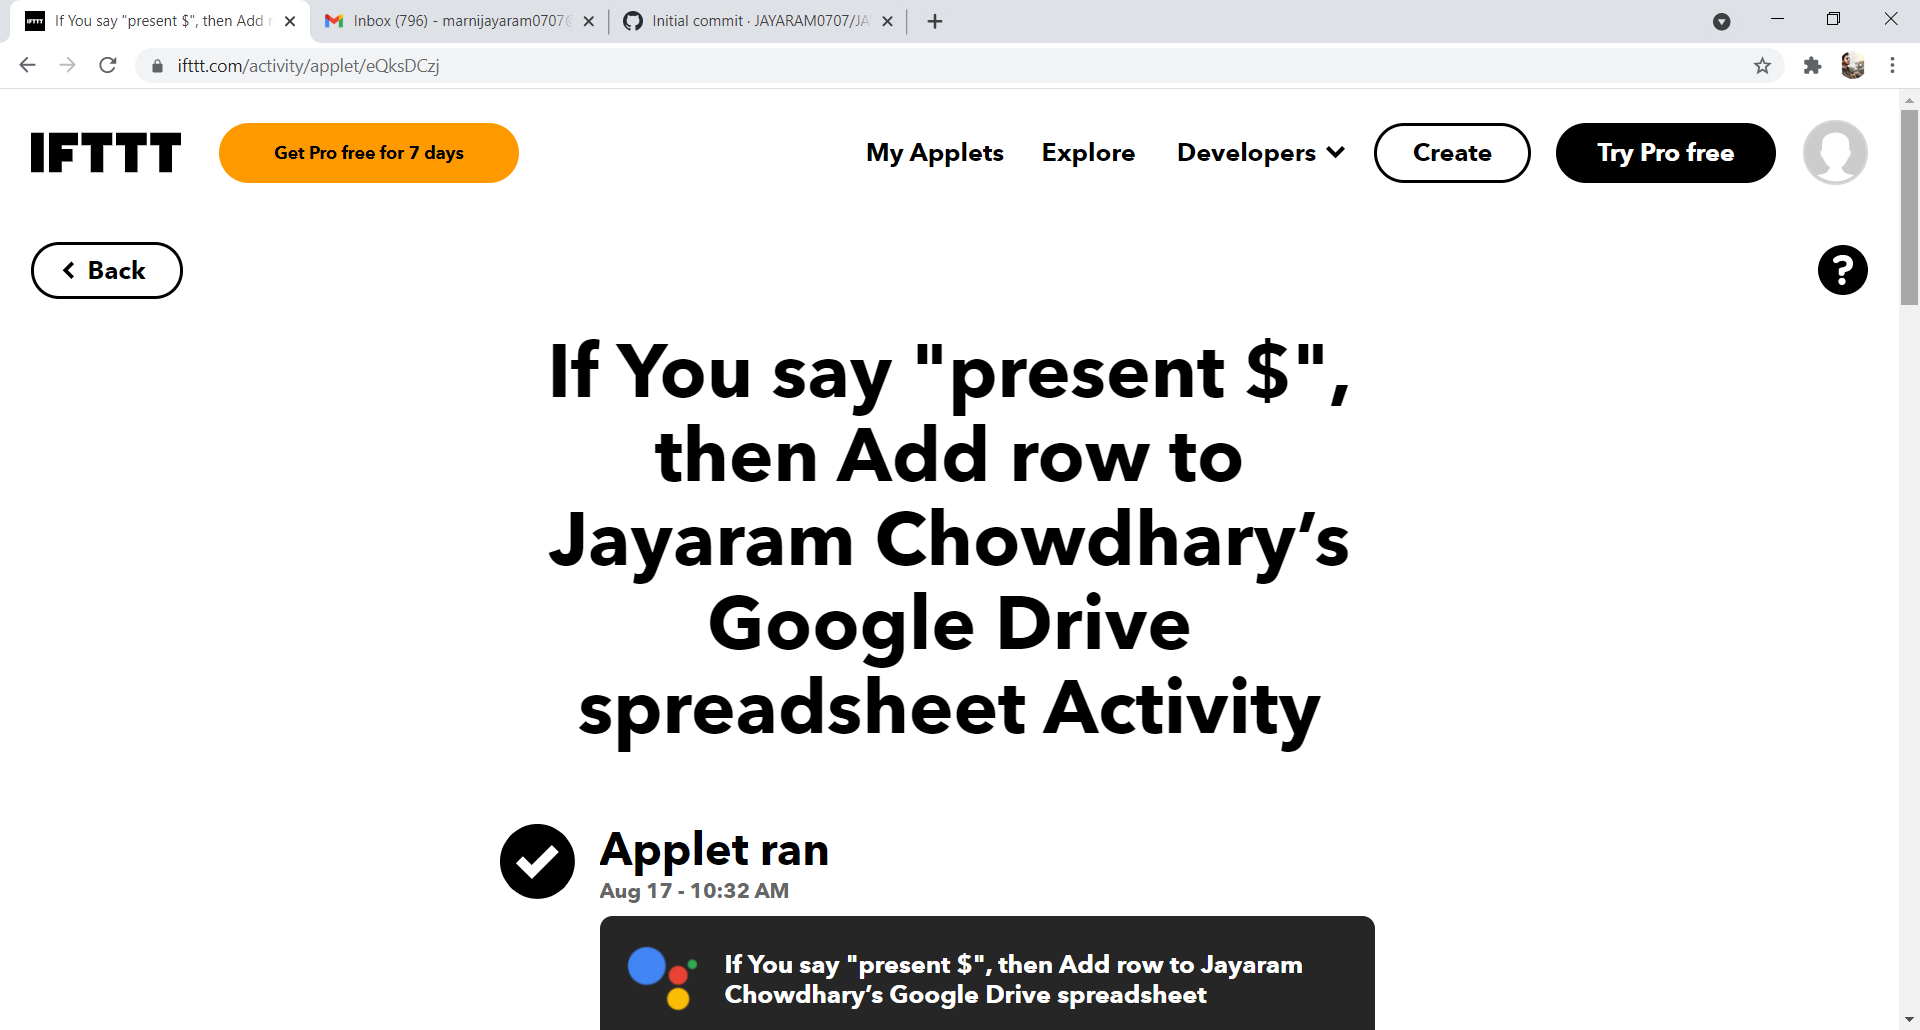 IFTTT
If You say "present $", then Add r
Inbox (796) - marnijayaram0707@
Initial commit · JAYARAM0707/JA
ifttt.com/activity/applet/eQksDCzj
IFTTT
Get Pro free for 7 days
My Applets
Explore
Developers
Create
Try Pro free
Back
?
If You say "present $",
then Add row to
Jayaram Chowdhary’s
Google Drive
spreadsheet Activity
Applet ran
Aug 17 - 10:32 AM
If You say "present $", then Add row to Jayaram
Chowdhary’s Google Drive spreadsheet